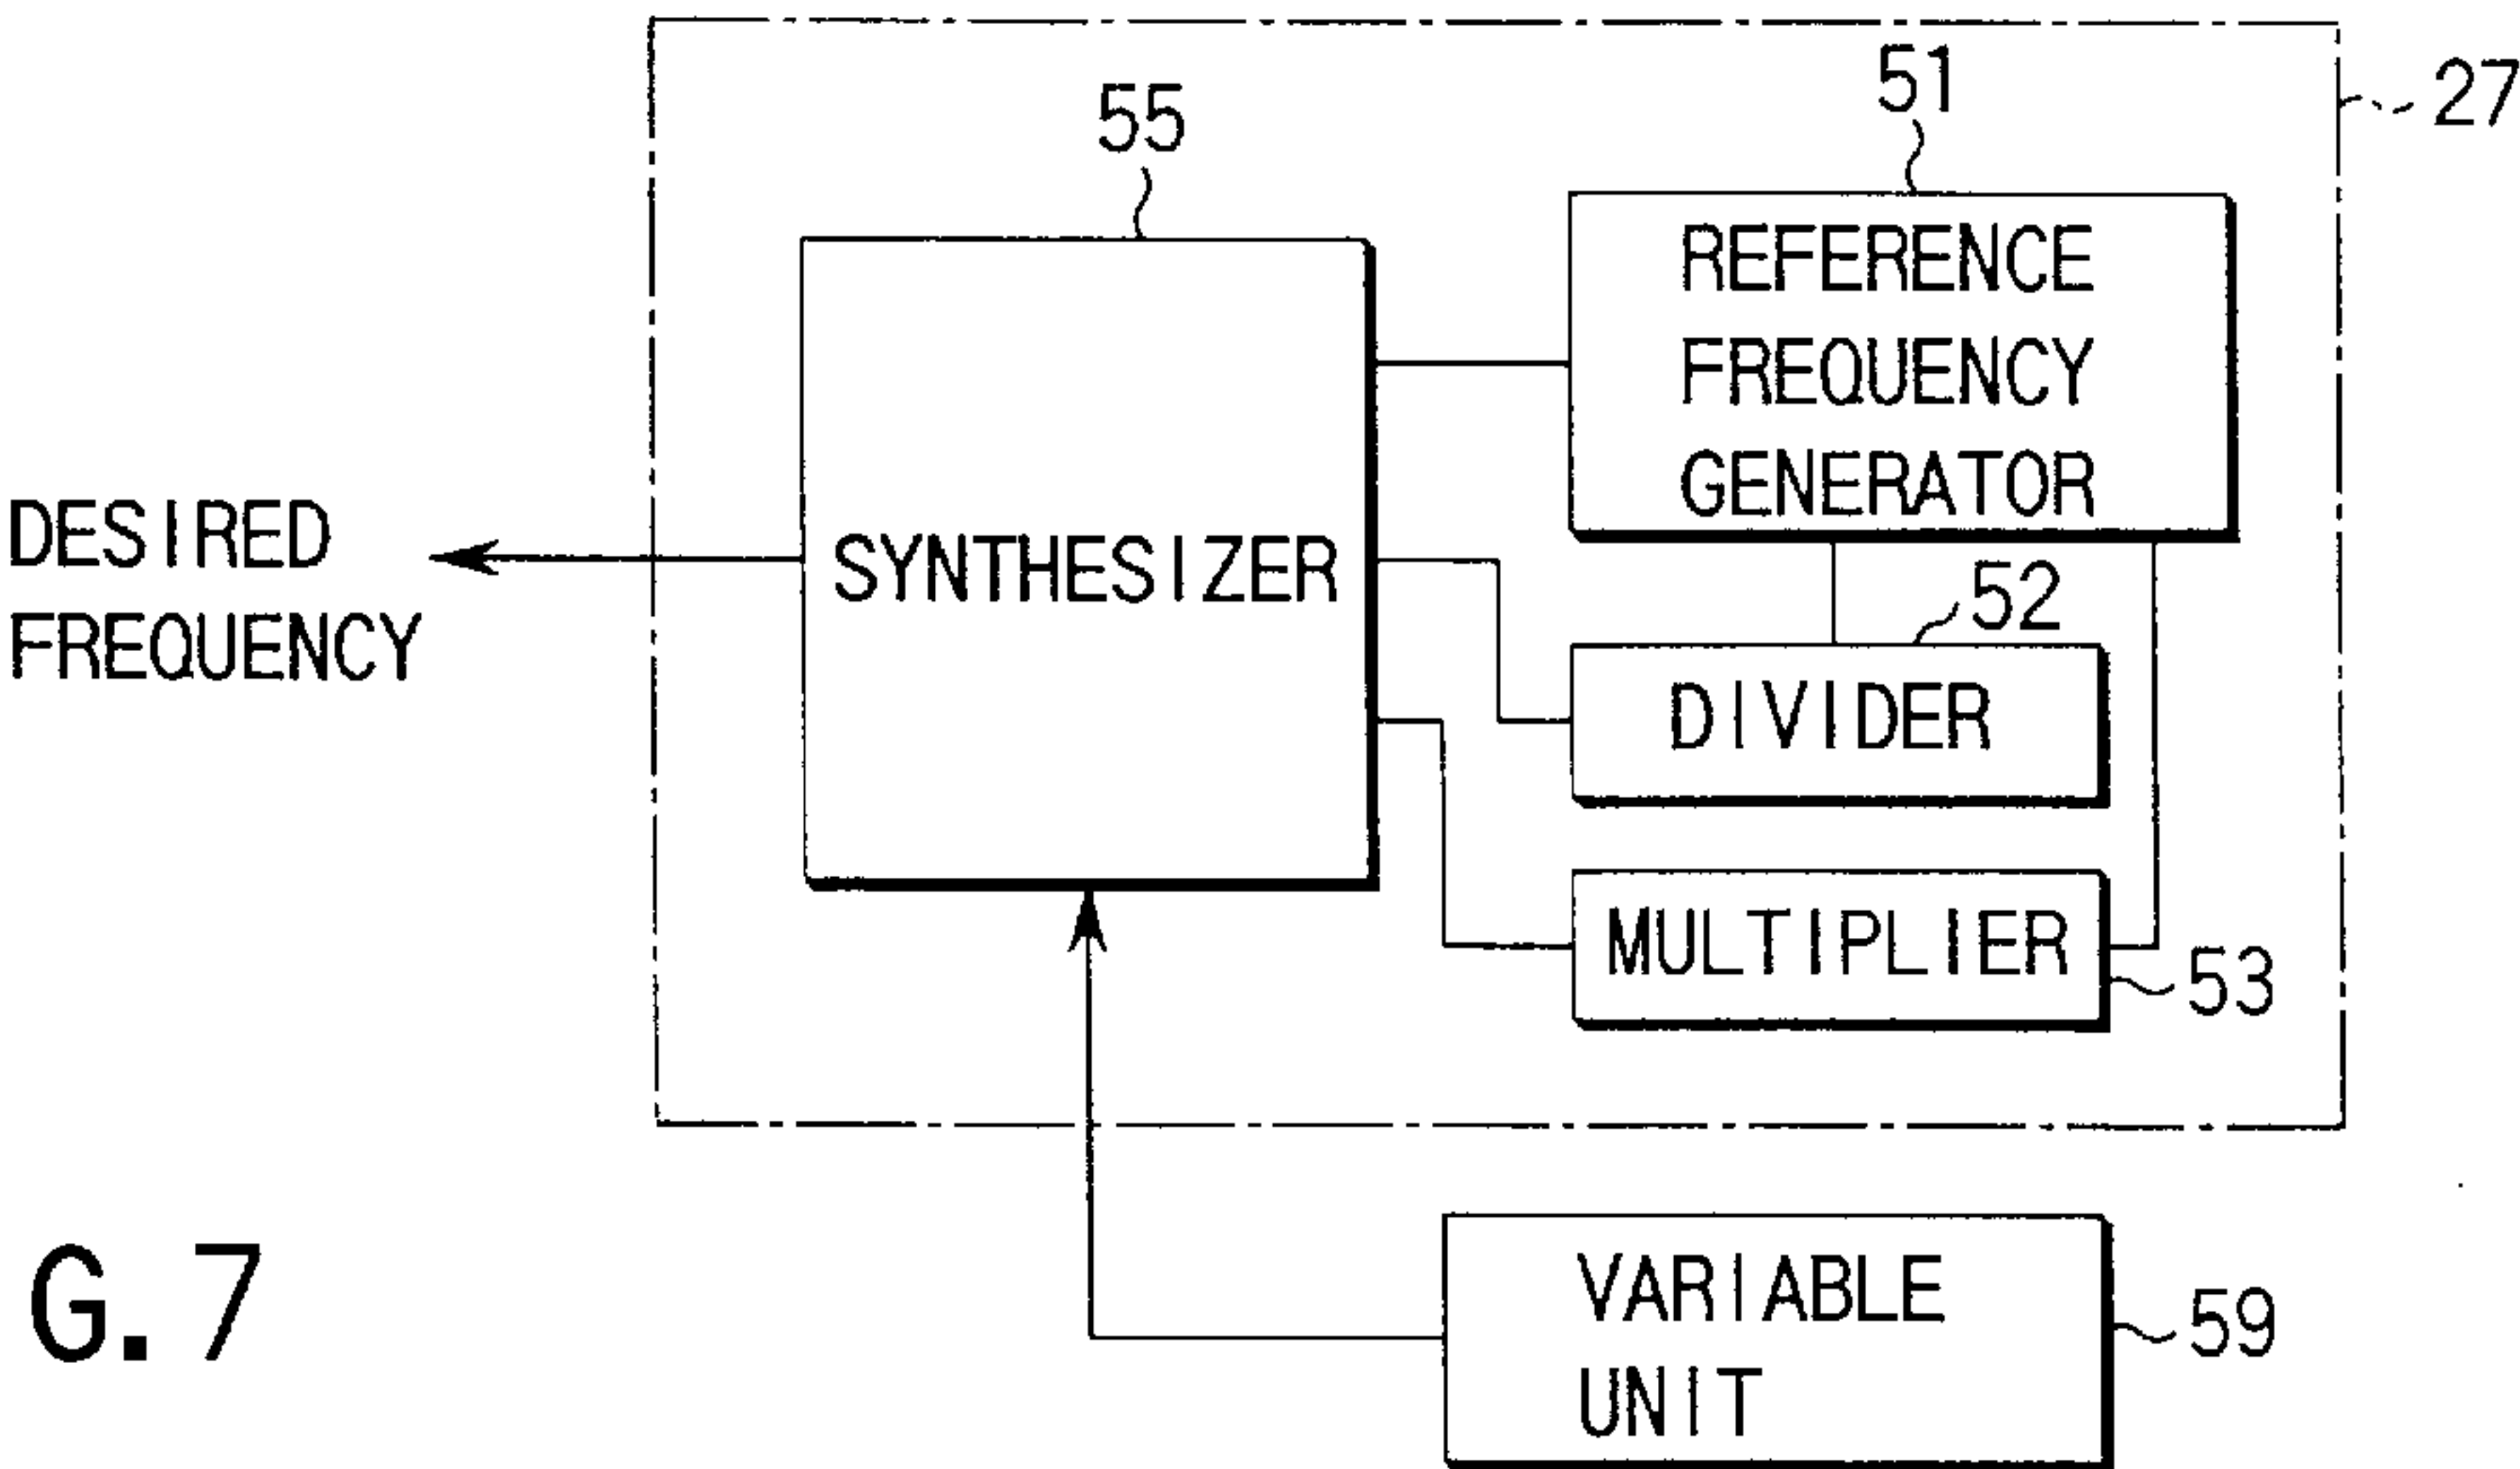 55
51
27
REFERENCE
FREQUENCY
GENERATOR
DESIRED
FREQUENCY
SYNTHESIZER
52
DIVIDER
MULTIPLIER
53
VARIABLE
UNIT
59
G.7